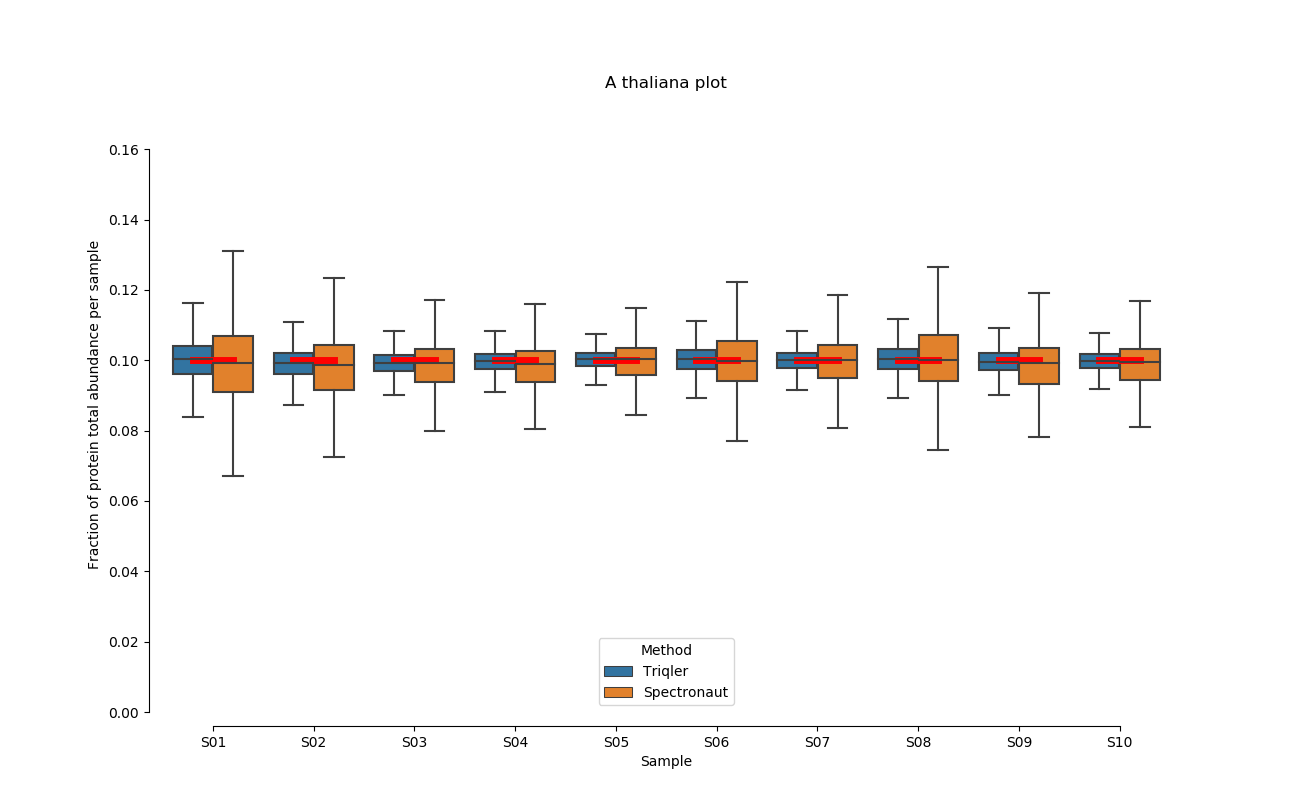 A thaliana plot
Fraction of protein total abundance per sample
0.16
0.14
0.12
0.10
0.08
0.06
0.04
0.02
0.00
Method
Triqler
Spectronaut
S01 S02 S03 S04 S05 S06 S07 S08 S09 S10
Sample